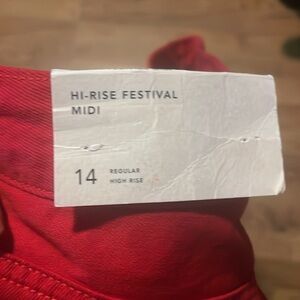 HI-RISE FESTIVAL
MIDI
14
REGULAR
HIGH RISE